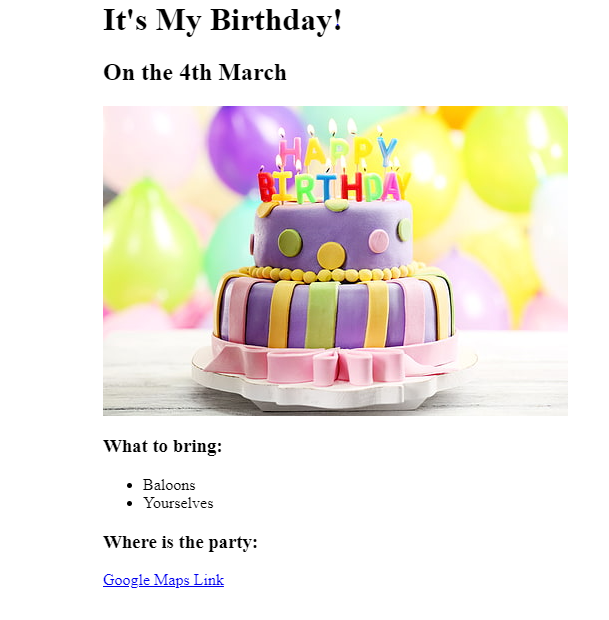 It's My Birthday!
On the 4th March
HAPPY
BIRTHDAY
What to bring:
Baloons
Yourselves
Where is the party:
Google Maps Link